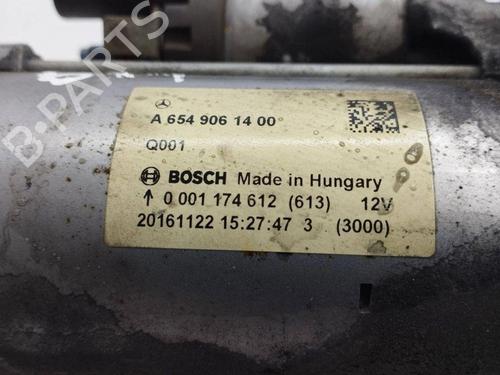 A 654 906 14 00
Q001
BOSCH Made in Hungary
↑ 0 001 174 612 (613) 12V
20161122 15:27:47 3 (3000)
B-PARTS